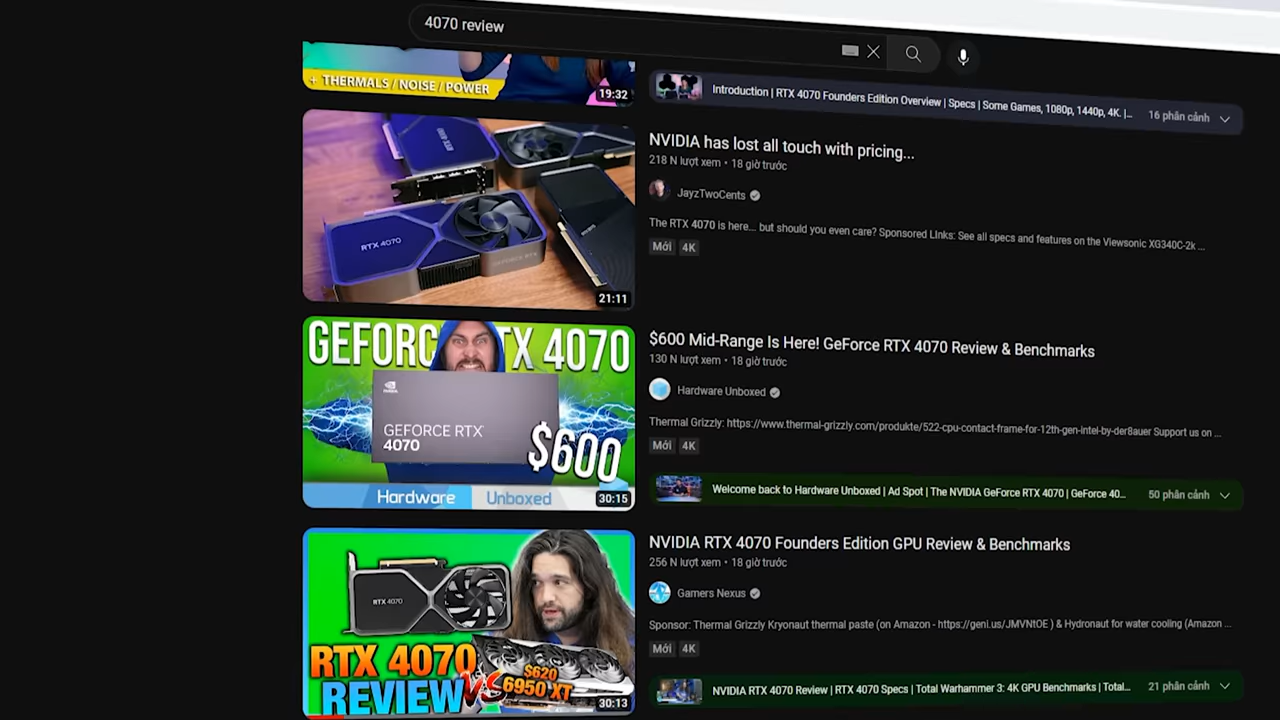 4070 review
+ THERMALS / NOISE / POWER
19:32
Introduction | RTX 4070 Founders Edition Overview | Specs | Some Games, 1080p, 1440p, 4K. |...
16 phân cảnh
RTX 4070
21:11
NVIDIA has lost all touch with pricing...
218 N lượt xem • 18 giờ trước
JayzTwoCents
The RTX 4070 is here... but should you even care? Sponsored LInks: See all specs and features on the Viewsonic XG340C-2k ...
Mới 4K
GEFORC TX 4070
NVIDIA
GEFORCE RTX
4070
$600
Hardware Unboxed
30:15
$600 Mid-Range Is Here! GeForce RTX 4070 Review & Benchmarks
130 N lượt xem • 18 giờ trước
Hardware Unboxed
Thermal Grizzly: https://www.thermal-grizzly.com/produkte/522-cpu-contact-frame-for-12th-gen-intel-by-der8auer Support us on ...
Mới 4K
Welcome back to Hardware Unboxed | Ad Spot | The NVIDIA GeForce RTX 4070 | GeForce 40...
50 phân cảnh
RTX 4070
RTX 4070
REVIEW
VS
$620
6950 XT
30:13
NVIDIA RTX 4070 Founders Edition GPU Review & Benchmarks
256 N lượt xem • 18 giờ trước
Gamers Nexus
Sponsor: Thermal Grizzly Kryonaut thermal paste (on Amazon - https://geni.us/JMVNtOE ) & Hydronaut for water cooling (Amazon ...
Mới 4K
NVIDIA RTX 4070 Review | RTX 4070 Specs | Total Warhammer 3: 4K GPU Benchmarks | Total...
21 phân cảnh